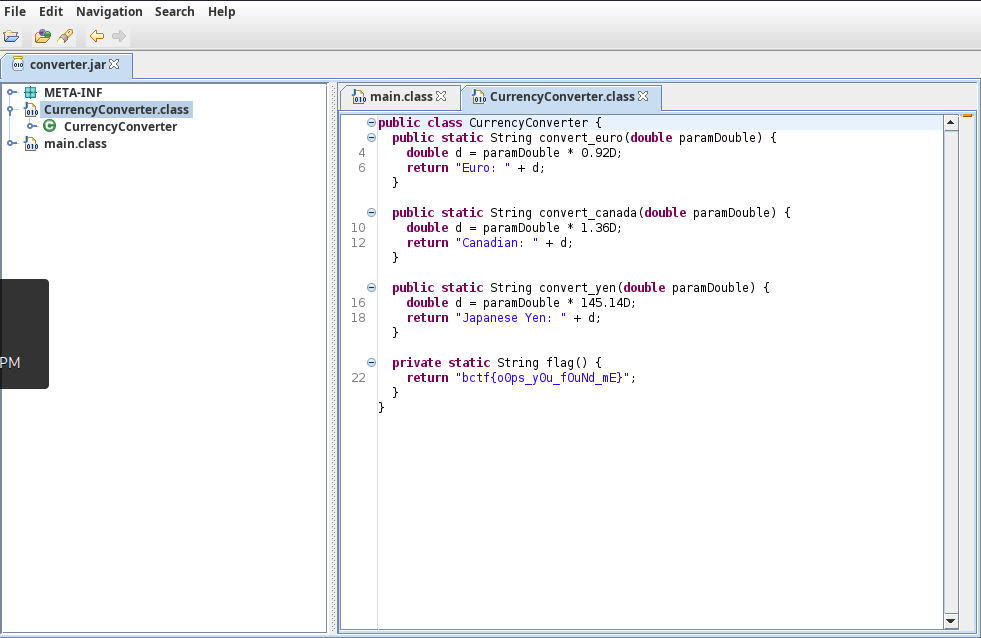 File Edit Navigation Search Help
converter.jar
META-INF
CurrencyConverter.class
CurrencyConverter
main.class
PM
main.class CurrencyConverter.class
public class CurrencyConverter {
public static String convert_euro(double paramDouble) {
4 double d = paramDouble * 0.92D;
6 return "Euro: " + d;
}
public static String convert_canada(double paramDouble) {
10 double d = paramDouble * 1.36D;
12 return "Canadian: " + d;
}
public static String convert_yen(double paramDouble) {
16 double d = paramDouble * 145.14D;
18 return "Japanese Yen: " + d;
}
private static String flag() {
22 return "bctf{o0ps_y0u_fOuNd_mE}";
}
}